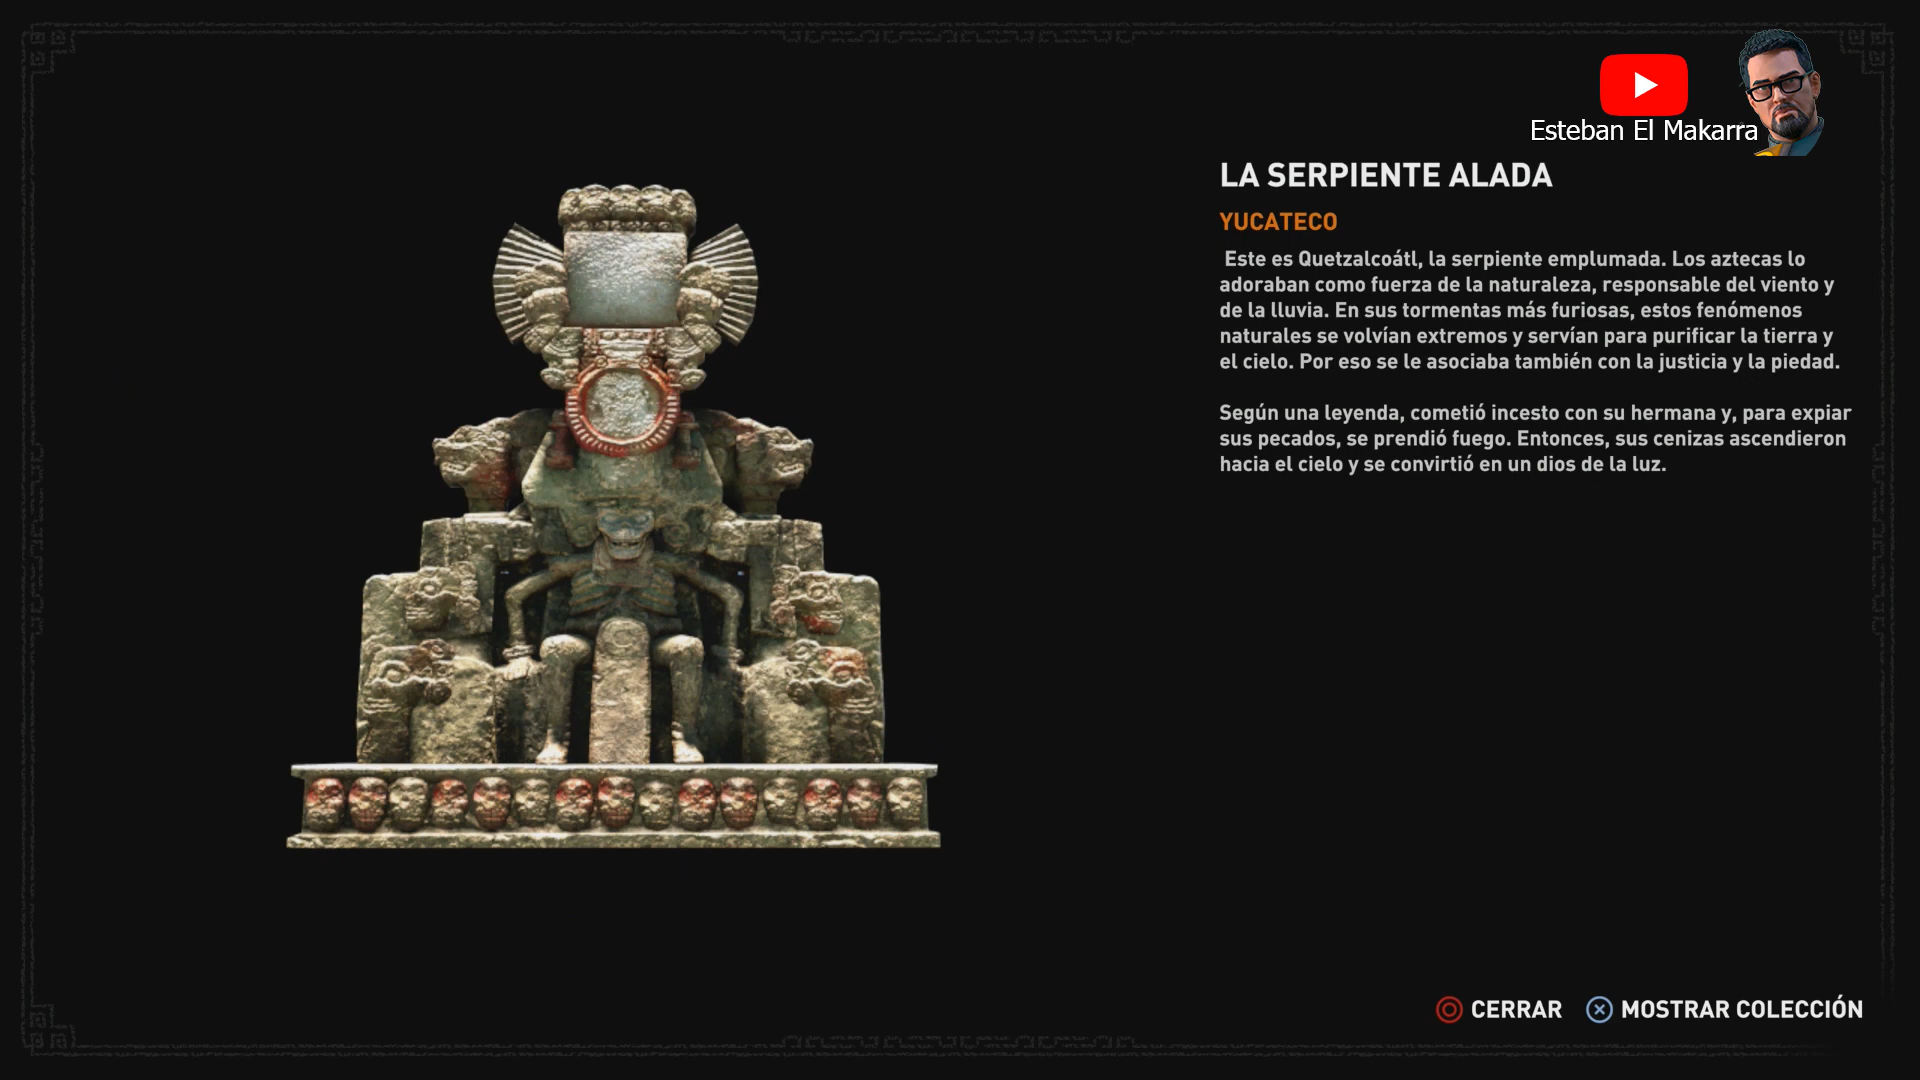 Esteban El Makarra
LA SERPIENTE ALADA
YUCATECO
Este es Quetzalcoátl, la serpiente emplumada. Los aztecas lo
adoraban como fuerza de la naturaleza, responsable del viento y
de la lluvia. En sus tormentas más furiosas, estos fenómenos
naturales se volvían extremos y servían para purificar la tierra y
el cielo. Por eso se le asociaba también con la justicia y la piedad.
Según una leyenda, cometió incesto con su hermana y, para expiar
sus pecados, se prendió fuego. Entonces, sus cenizas ascendieron
hacia el cielo y se convirtió en un dios de la luz.
CERRAR
MOSTRAR COLECCIÓN